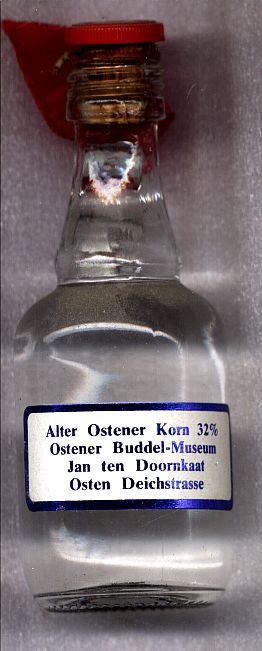 Alter Ostener Korn 32%
Ostener Buddel-Museum
Jan ten Doornkaat
Osten Deichstrasse